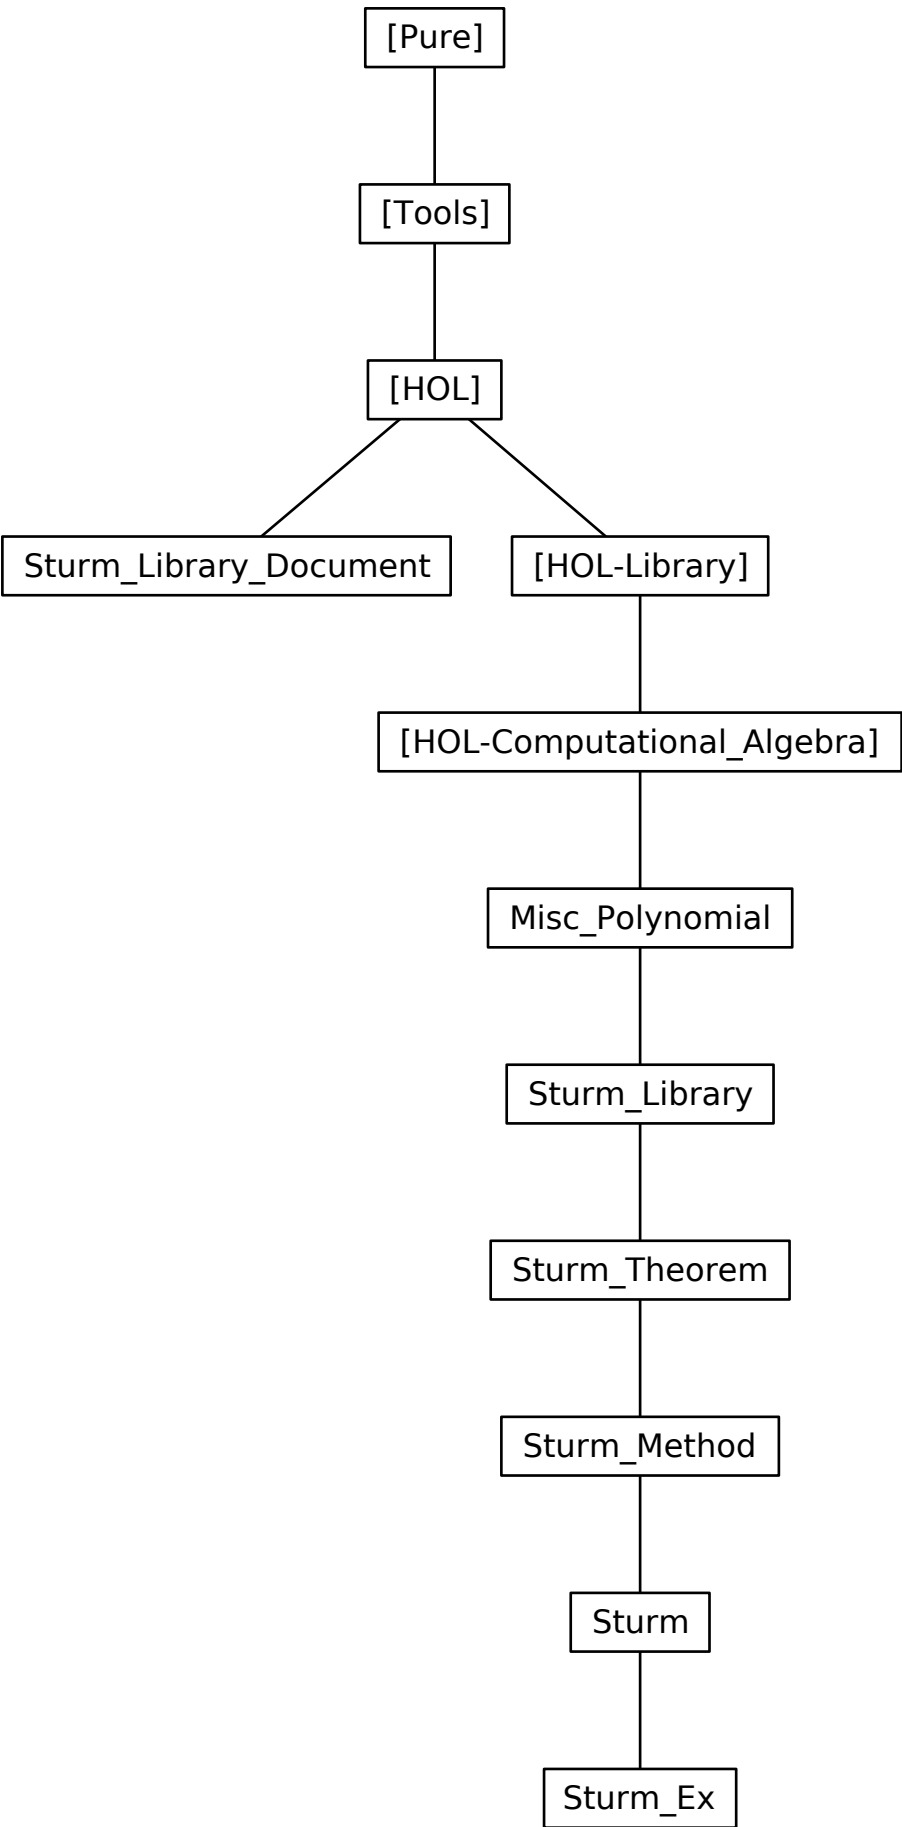 [Pure]
[Tools]
[HOL]
Sturm_Library_Document
[HOL-Library]
[HOL-Computational_Algebra]
Misc_Polynomial
Sturm_Library
Sturm_Theorem
Sturm_Method
Sturm
Sturm_Ex